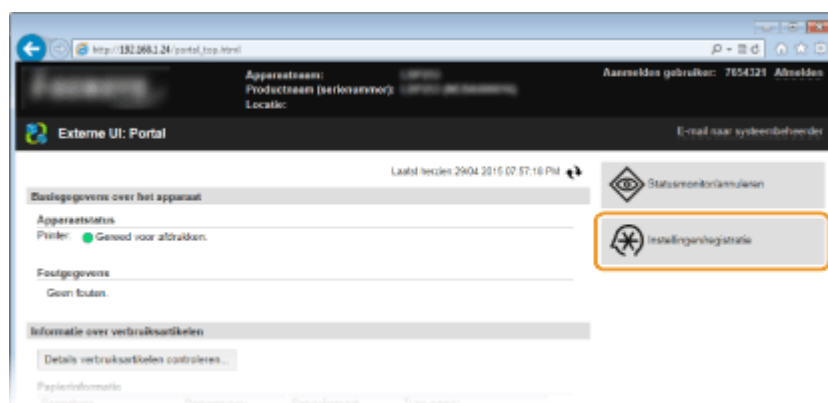 http://192.168.1.24/portal_top.html
Apparaatnaam:
Productnaam (serienummer):
Locatie:
Aanmelden gebruiker: 7654321 Afmelden
Externe UI: Portal
E-mail naar systeembeheerder
Laatst herzien 29/04 2015 07:57:18 PM
Statusmonitor/annuleren
Basisgegevens over het apparaat
Apparaatstatus
Printer: Gereed voor afdrukken.
Instellingen/registratie
Foutgegevens
Geen fouten.
Informatie over verbruiksartikelen
Details verbruiksartikelen controleren...
Papierinformatie